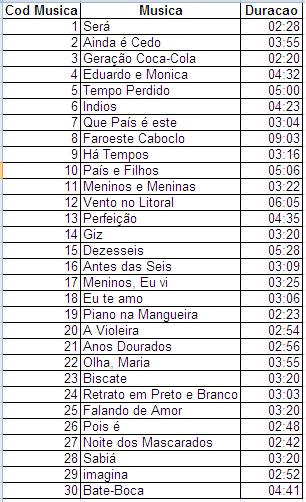 Cod Musica Musica Duracao
1 Será 02:28
2 Ainda é Cedo 03:55
3 Geração Coca-Cola 02:20
4 Eduardo e Monica 04:32
5 Tempo Perdido 05:00
6 Indios 04:23
7 Que País é este 03:04
8 Faroeste Caboclo 09:03
9 Há Tempos 03:16
10 País e Filhos 05:06
11 Meninos e Meninas 03:22
12 Vento no Litoral 06:05
13 Perfeição 04:35
14 Giz 03:20
15 Dezesseis 05:28
16 Antes das Seis 03:09
17 Meninos, Eu vi 03:25
18 Eu te amo 03:06
19 Piano na Mangueira 02:23
20 A Violeira 02:54
21 Anos Dourados 02:56
22 Olha, Maria 03:55
23 Biscate 03:20
24 Retrato em Preto e Branco 03:03
25 Falando de Amor 03:20
26 Pois é 02:48
27 Noite dos Mascarados 02:42
28 Sabiá 03:20
29 imagina 02:52
30 Bate-Boca 04:41